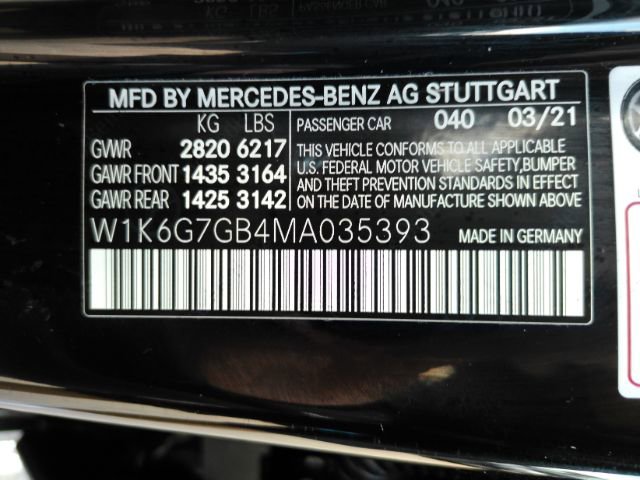 MFD BY MERCEDES-BENZ AG STUTTGART
KG LBS
GVWR 2820 6217
GAWR FRONT 1435 3164
GAWR REAR 1425 3142
PASSENGER CAR 040 03/21
THIS VEHICLE CONFORMS TO ALL APPLICABLE
U.S. FEDERAL MOTOR VEHICLE SAFETY, BUMPER
AND THEFT PREVENTION STANDARDS IN EFFECT
ON THE DATE OF MANUFACTURE SHOWN ABOVE
W1K6G7GB4MA035393 MADE IN GERMANY